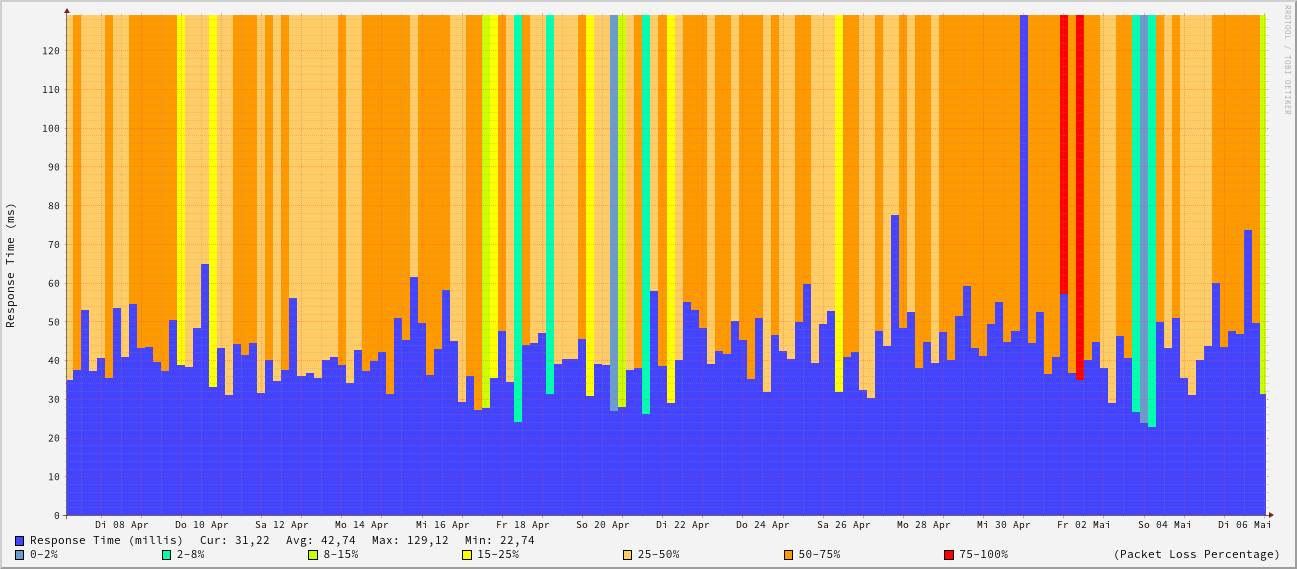 RRDTOOL / TOBI OETIKER
Response Time (ms)
120
110
100
90
80
70
60
50
40
30
20
10
0
Di 08 Apr Do 10 Apr Sa 12 Apr Mo 14 Apr Mi 16 Apr Fr 18 Apr So 20 Apr Di 22 Apr Do 24 Apr Sa 26 Apr Mo 28 Apr Mi 30 Apr Fr 02 Mai So 04 Mai Di 06 Mai
Response Time (millis) Cur: 31,22 Avg: 42,74 Max: 129,12 Min: 22,74
0-2% 2-8% 8-15% 15-25% 25-50% 50-75% 75-100% (Packet Loss Percentage)